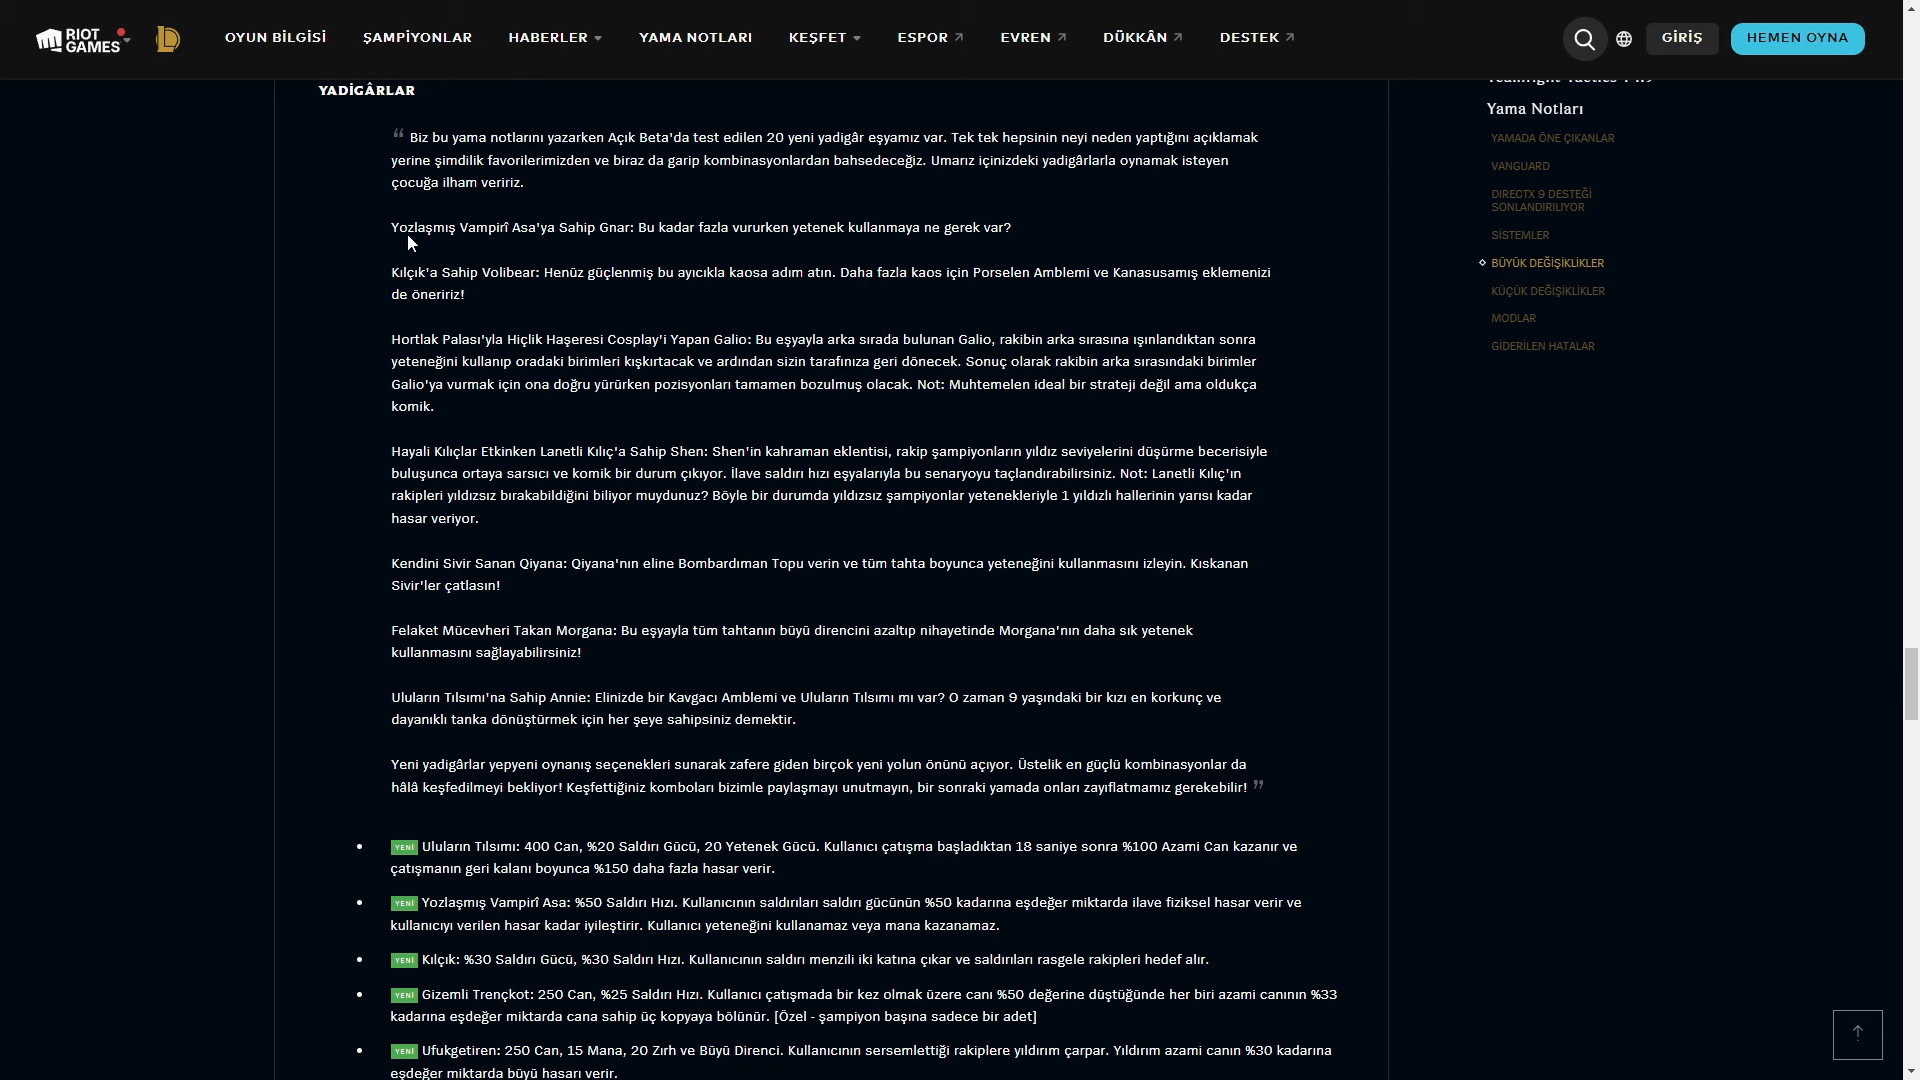 RIOT GAMES
OYUN BİLGİSİ
ŞAMPİYONLAR
HABERLER
YAMA NOTLARI
KEŞFET
ESPOR
EVREN
DÜKKÂN
DESTEK
GİRİŞ
HEMEN OYNA
YADİGÂRLAR
“ Biz bu yama notlarını yazarken Açık Beta'da test edilen 20 yeni yadigâr eşyamız var. Tek tek hepsinin neyi neden yaptığını açıklamak
yerine şimdilik favorilerimizden ve biraz da garip kombinasyonlardan bahsedeceğiz. Umarız içinizdeki yadigârlarla oynamak isteyen
çocuğa ilham veririz.
Yozlaşmış Vampirî Asa'ya Sahip Gnar: Bu kadar fazla vururken yetenek kullanmaya ne gerek var?
Kılçık'a Sahip Volibear: Henüz güçlenmiş bu ayıcıkla kaosa adım atın. Daha fazla kaos için Porselen Amblemi ve Kanasusamış eklemenizi
de öneririz!
Hortlak Palası'yla Hiçlik Haşeresi Cosplay'i Yapan Galio: Bu eşyayla arka sırada bulunan Galio, rakibin arka sırasına ışınlandıktan sonra
yeteneğini kullanıp oradaki birimleri kışkırtacak ve ardından sizin tarafınıza geri dönecek. Sonuç olarak rakibin arka sırasındaki birimler
Galio'ya vurmak için ona doğru yürürken pozisyonları tamamen bozulmuş olacak. Not: Muhtemelen ideal bir strateji değil ama oldukça
komik.
Hayali Kılıçlar Etkinken Lanetli Kılıç'a Sahip Shen: Shen'in kahraman eklentisi, rakip şampiyonların yıldız seviyelerini düşürme becerisiyle
buluşunca ortaya sarsıcı ve komik bir durum çıkıyor. İlave saldırı hızı eşyalarıyla bu senaryoyu taçlandırabilirsiniz. Not: Lanetli Kılıç'ın
rakipleri yıldızsız bırakabildiğini biliyor muydunuz? Böyle bir durumda yıldızsız şampiyonlar yetenekleriyle 1 yıldızlı hallerinin yarısı kadar
hasar veriyor.
Kendini Sivir Sanan Qiyana: Qiyana'nın eline Bombardıman Topu verin ve tüm tahta boyunca yeteneğini kullanmasını izleyin. Kıskanan
Sivir'ler çatlasın!
Felaket Mücevheri Takan Morgana: Bu eşyayla tüm tahtanın büyü direncini azaltıp nihayetinde Morgana'nın daha sık yetenek
kullanmasını sağlayabilirsiniz!
Uluların Tılsımı'na Sahip Annie: Elinizde bir Kavgacı Amblemi ve Uluların Tılsımı mı var? O zaman 9 yaşındaki bir kızı en korkunç ve
dayanıklı tanka dönüştürmek için her şeye sahipsiniz demektir.
Yeni yadigârlar yepyeni oynanış seçenekleri sunarak zafere giden birçok yeni yolun önünü açıyor. Üstelik en güçlü kombinasyonlar da
hâlâ keşfedilmeyi bekliyor! Keşfettiğiniz komboları bizimle paylaşmayı unutmayın, bir sonraki yamada onları zayıflatmamız gerekebilir! ”
• YENİ Uluların Tılsımı: 400 Can, %20 Saldırı Gücü, 20 Yetenek Gücü. Kullanıcı çatışma başladıktan 18 saniye sonra %100 Azami Can kazanır ve
çatışmanın geri kalanı boyunca %150 daha fazla hasar verir.
• YENİ Yozlaşmış Vampirî Asa: %50 Saldırı Hızı. Kullanıcının saldırıları saldırı gücünün %50 kadarına eşdeğer miktarda ilave fiziksel hasar verir ve
kullanıcıyı verilen hasar kadar iyileştirir. Kullanıcı yeteneğini kullanamaz veya mana kazanamaz.
• YENİ Kılçık: %30 Saldırı Gücü, %30 Saldırı Hızı. Kullanıcının saldırı menzili iki katına çıkar ve saldırıları rasgele rakipleri hedef alır.
• YENİ Gizemli Trençkot: 250 Can, %25 Saldırı Hızı. Kullanıcı çatışmada bir kez olmak üzere canı %50 değerine düştüğünde her biri azami canının %33
kadarına eşdeğer miktarda cana sahip üç kopyaya bölünür. [Özel - şampiyon başına sadece bir adet]
• YENİ Ufukgetiren: 250 Can, 15 Mana, 20 Zırh ve Büyü Direnci. Kullanıcının sersemlettiği rakiplere yıldırım çarpar. Yıldırım azami canın %30 kadarına
eşdeğer miktarda büyü hasarı verir.
Teamfight Tactics 14.9
Yama Notları
YAMADA ÖNE ÇIKANLAR
VANGUARD
DIRECTX 9 DESTEĞİ
SONLANDIRILIYOR
SİSTEMLER
BÜYÜK DEĞİŞİKLİKLER
KÜÇÜK DEĞİŞİKLİKLER
MODLAR
GİDERİLEN HATALAR